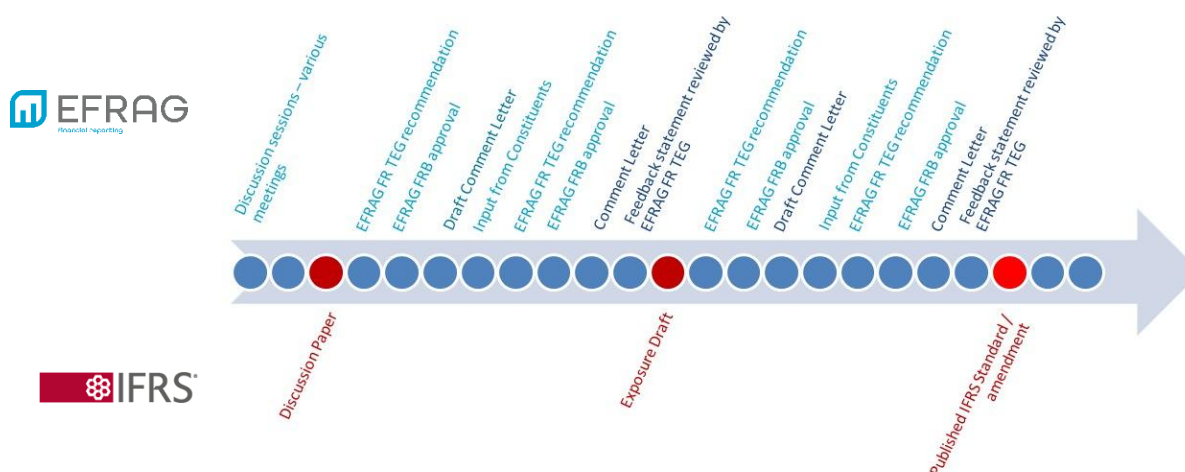 EFRAG
Financial reporting
Discussion sessions – various
meetings
EFRAG FR TEG recommendation
EFRAG FRB approval
Draft Comment Letter
Input from Constituents
EFRAG FR TEG recommendation
EFRAG FRB approval
Comment Letter
Feedback statement reviewed by
EFRAG FR TEG
EFRAG FR TEG recommendation
EFRAG FRB approval
Draft Comment Letter
Input from Constituents
EFRAG FR TEG recommendation
EFRAG FRB approval
Comment Letter
Feedback statement reviewed by
EFRAG FR TEG
IFRS®
Discussion Paper
Exposure Draft
Published IFRS Standard /
amendment